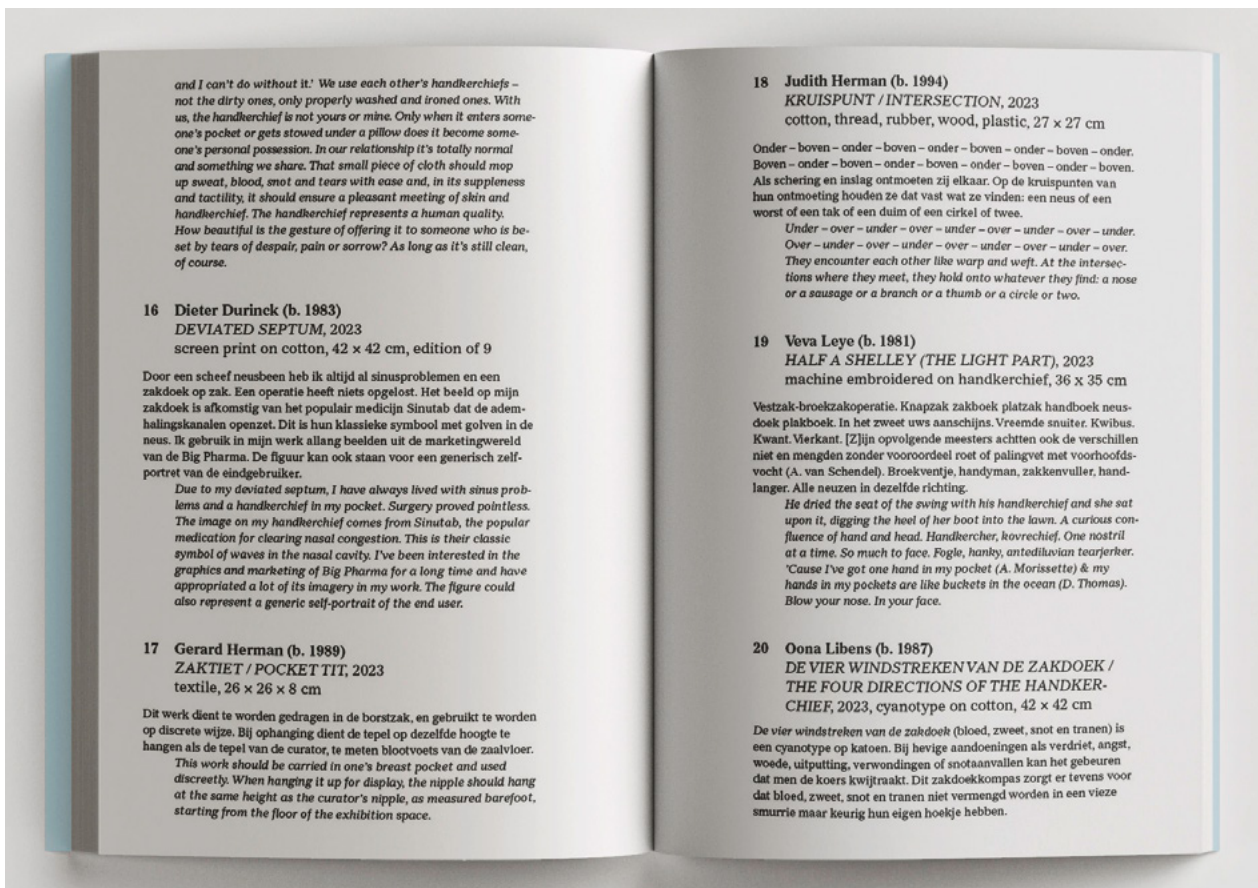 and I can't do without it.' We use each other's handkerchiefs –
not the dirty ones, only properly washed and ironed ones. With
us, the handkerchief is not yours or mine. Only when it enters some-
one's pocket or gets stowed under a pillow does it become some-
one's personal possession. In our relationship it's totally normal
and something we share. That small piece of cloth should mop
up sweat, blood, snot and tears with ease and, in its suppleness
and tactility, it should ensure a pleasant meeting of skin and
handkerchief. The handkerchief represents a human quality.
How beautiful is the gesture of offering it to someone who is be-
set by tears of despair, pain or sorrow? As long as it's still clean,
of course.
16 Dieter Durinck (b. 1983)
DEVIATED SEPTUM, 2023
screen print on cotton, 42 × 42 cm, edition of 9
Door een scheef neusbeen heb ik altijd al sinusproblemen en een
zakdoek op zak. Een operatie heeft niets opgelost. Het beeld op mijn
zakdoek is afkomstig van het populair medicijn Sinutab dat de adem-
halingskanalen openzet. Dit is hun klassieke symbool met golven in de
neus. Ik gebruik in mijn werk allang beelden uit de marketingwereld
van de Big Pharma. De figuur kan ook staan voor een generisch zelf-
portret van de eindgebruiker.
Due to my deviated septum, I have always lived with sinus prob-
lems and a handkerchief in my pocket. Surgery proved pointless.
The image on my handkerchief comes from Sinutab, the popular
medication for clearing nasal congestion. This is their classic
symbol of waves in the nasal cavity. I've been interested in the
graphics and marketing of Big Pharma for a long time and have
appropriated a lot of its imagery in my work. The figure could
also represent a generic self-portrait of the end user.
17 Gerard Herman (b. 1989)
ZAKTIET / POCKET TIT, 2023
textile, 26 × 26 × 8 cm
Dit werk dient te worden gedragen in de borstzak, en gebruikt te worden
op discrete wijze. Bij ophanging dient de tepel op dezelfde hoogte te
hangen als de tepel van de curator, te meten blootvoets van de zaalvloer.
This work should be carried in one's breast pocket and used
discreetly. When hanging it up for display, the nipple should hang
at the same height as the curator's nipple, as measured barefoot,
starting from the floor of the exhibition space.
18 Judith Herman (b. 1994)
KRUISPUNT / INTERSECTION, 2023
cotton, thread, rubber, wood, plastic, 27 × 27 cm
Onder – boven – onder – boven – onder – boven – onder – boven – onder.
Boven – onder – boven – onder – boven – onder – boven – onder – boven.
Als schering en inslag ontmoeten zij elkaar. Op de kruispunten van
hun ontmoeting houden ze dat vast wat ze vinden: een neus of een
worst of een tak of een duim of een cirkel of twee.
Under – over – under – over – under – over – under – over – under.
Over – under – over – under – over – under – over – under – over.
They encounter each other like warp and weft. At the intersec-
tions where they meet, they hold onto whatever they find: a nose
or a sausage or a branch or a thumb or a circle or two.
19 Veva Leye (b. 1981)
HALF A SHELLEY (THE LIGHT PART), 2023
machine embroidered on handkerchief, 36 x 35 cm
Vestzak-broekzakoperatie. Knapzak zakboek platzak handboek neus-
doek plakboek. In het zweet uws aanschijns. Vreemde snuiter. Kwibus.
Kwant. Vierkant. [Z]ijn opvolgende meesters achtten ook de verschillen
niet en mengden zonder vooroordeel roet of palingvet met voorhoofds-
vocht (A. van Schendel). Broekventje, handyman, zakkenvuller, hand-
langer. Alle neuzen in dezelfde richting.
He dried the seat of the swing with his handkerchief and she sat
upon it, digging the heel of her boot into the lawn. A curious con-
fluence of hand and head. Handkercher, kovrechief. One nostril
at a time. So much to face. Fogle, hanky, antediluvian tearjerker.
'Cause I've got one hand in my pocket (A. Morissette) & my
hands in my pockets are like buckets in the ocean (D. Thomas).
Blow your nose. In your face.
20 Oona Libens (b. 1987)
DE VIER WINDSTREKEN VAN DE ZAKDOEK /
THE FOUR DIRECTIONS OF THE HANDKER-
CHIEF, 2023, cyanotype on cotton, 42 × 42 cm
De vier windstreken van de zakdoek (bloed, zweet, snot en tranen) is
een cyanotype op katoen. Bij hevige aandoeningen als verdriet, angst,
woede, uitputting, verwondingen of snotaanvallen kan het gebeuren
dat men de koers kwijtraakt. Dit zakdoekkompas zorgt er tevens voor
dat bloed, zweet, snot en tranen niet vermengd worden in een vieze
smurrie maar keurig hun eigen hoekje hebben.